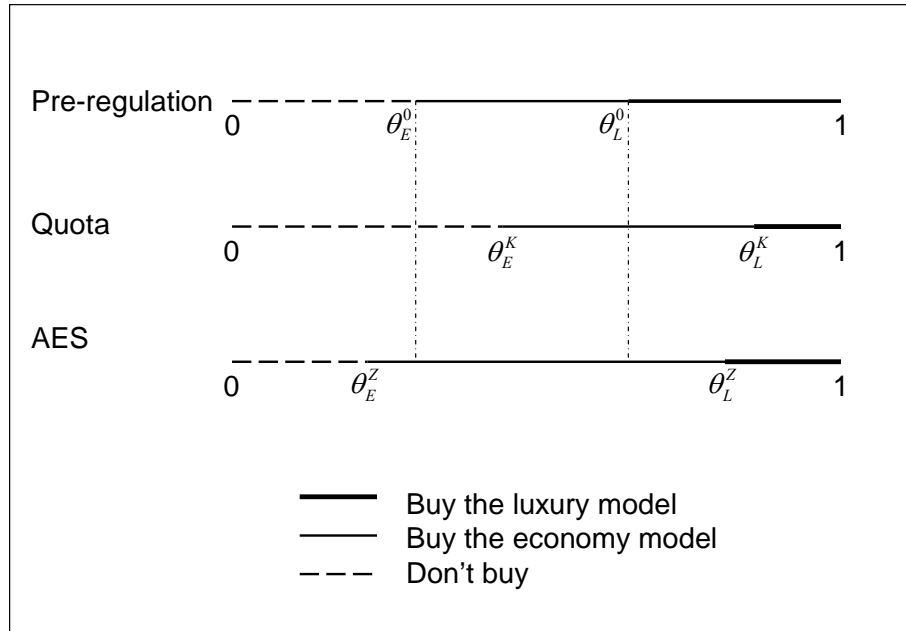 Pre-regulation
0 θ_E^0 θ_L^0 1
Quota
0 θ_E^K θ_L^K 1
AES
0 θ_E^Z θ_L^Z 1
Buy the luxury model
Buy the economy model
Don't buy